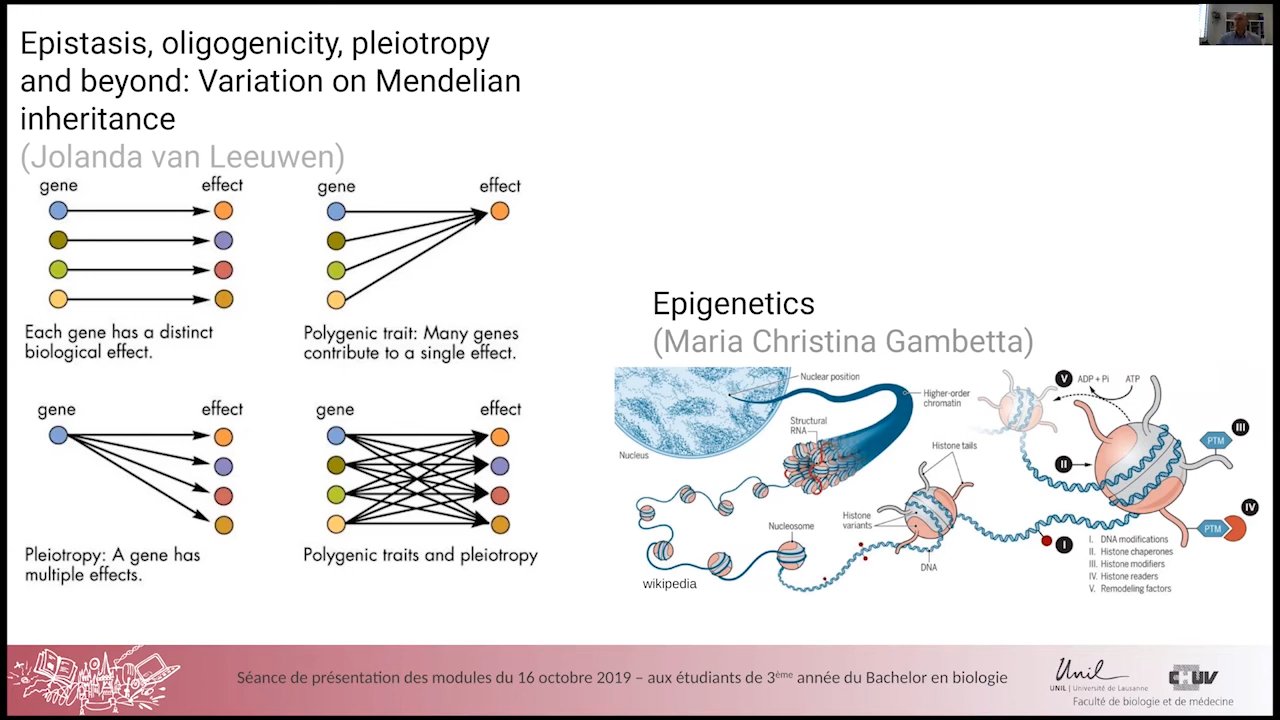 Epistasis, oligogenicity, pleiotropy
and beyond: Variation on Mendelian
inheritance
(Jolanda van Leeuwen)
gene effect
Each gene has a distinct
biological effect.
gene effect
Polygenic trait: Many genes
contribute to a single effect.
gene effect
Pleiotropy: A gene has
multiple effects.
gene effect
Polygenic traits and pleiotropy
Epigenetics
(Maria Christina Gambetta)
Nuclear position
Higher-order
chromatin
Structural
RNA
Nucleus
Histone tails
Histone
variants
Nucleosome
DNA
wikipedia
V ADP + Pi ATP
PTM III
II
PTM IV
I
I. DNA modifications
II. Histone chaperones
III. Histone modifiers
IV. Histone readers
V. Remodeling factors
Séance de présentation des modules du 16 octobre 2019 – aux étudiants de 3ème année du Bachelor en biologie
Unil
UNIL | Université de Lausanne
CHUV
Faculté de biologie et de médecine